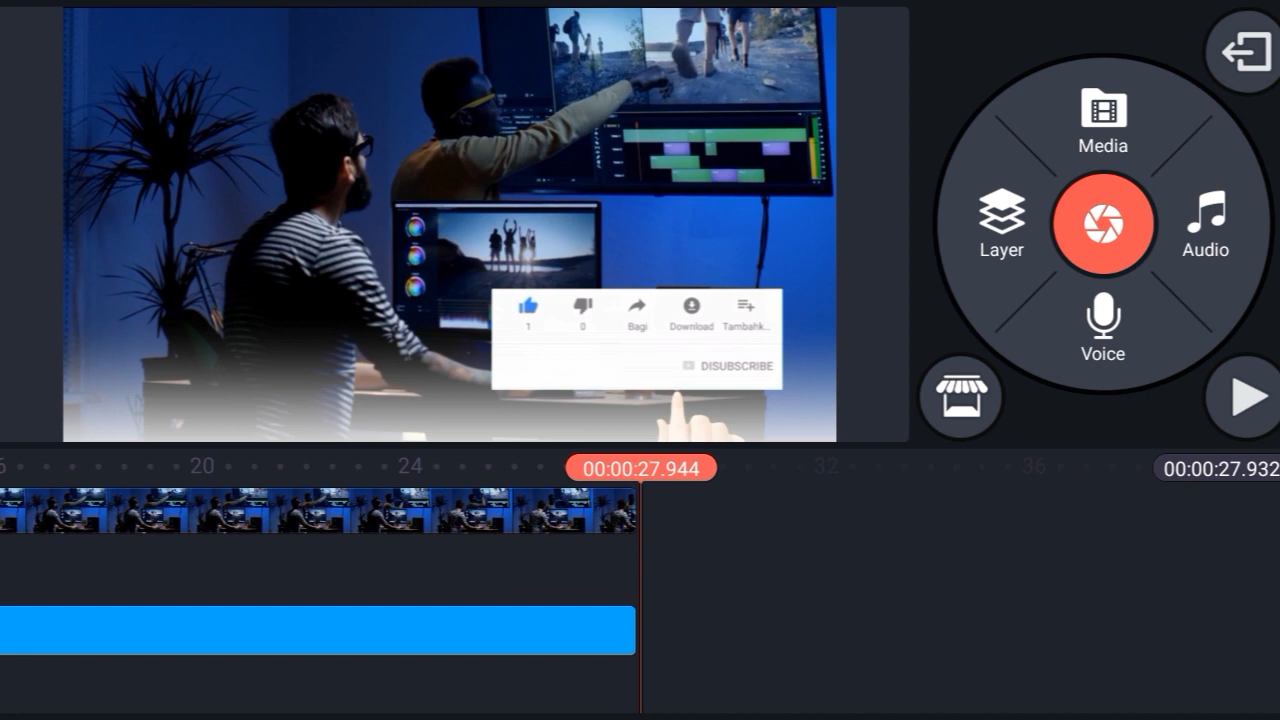 Media
Layer
Audio
Voice
1
0
Bagi
Download
Tambahk...
DISUBSCRIBE
20
24
00:00:27.944
32
36
00:00:27.932